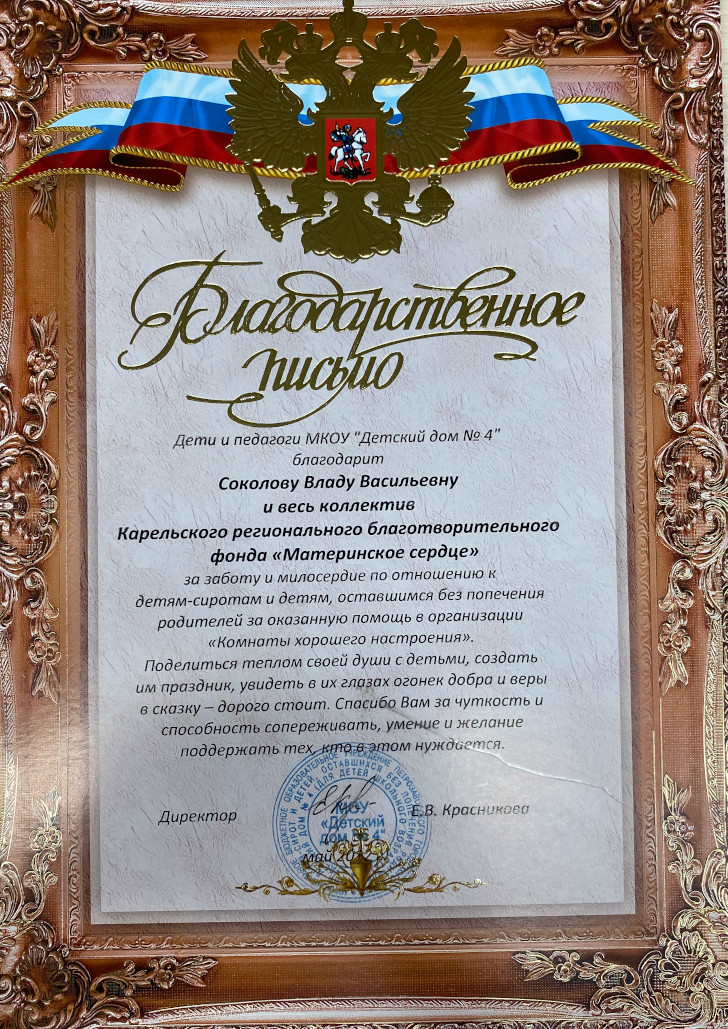 Благодарственное
письмо
Дети и педагоги МКОУ "Детский дом № 4"
благодарит
Соколову Владу Васильевну
и весь коллектив
Карельского регионального благотворительного
фонда «Материнское сердце»
за заботу и милосердие по отношению к
детям-сиротам и детям, оставшимся без попечения
родителей за оказанную помощь в организации
«Комнаты хорошего настроения».
Поделиться теплом своей души с детьми, создать
им праздник, увидеть в их глазах огонек добра и веры
в сказку – дорого стоит. Спасибо Вам за чуткость и
способность сопереживать, умение и желание
поддержать тех, кто в этом нуждается.
Директор
Е.В. Красникова
МОУ
«Детский
дом № 4"
май